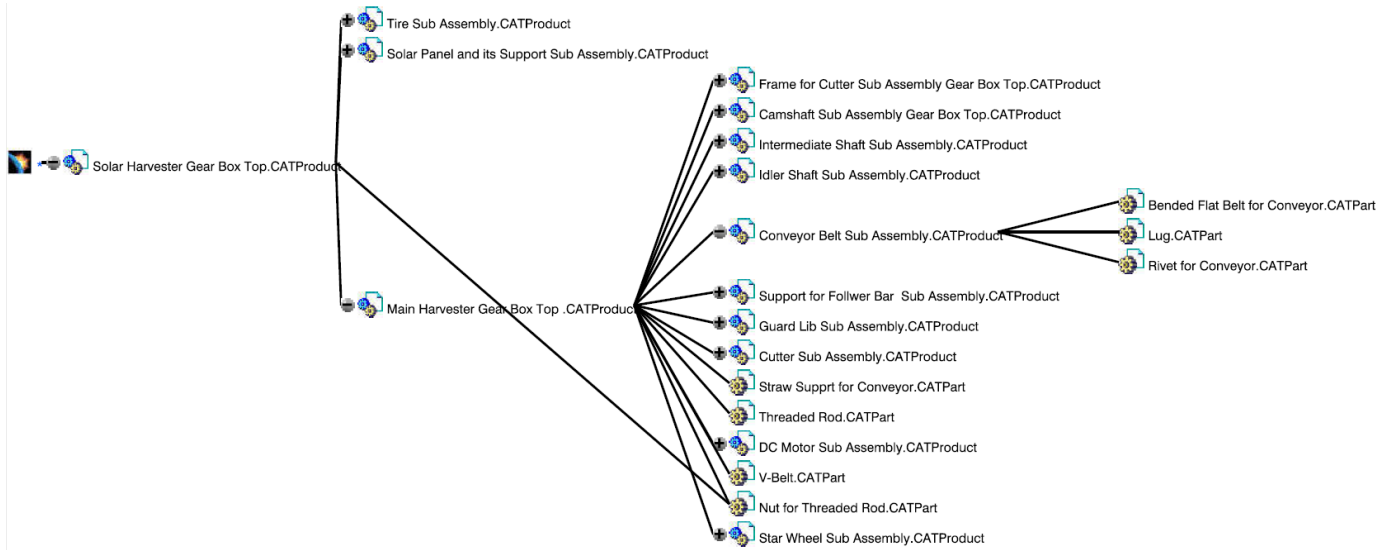 Tire Sub Assembly.CATProduct
Solar Panel and its Support Sub Assembly.CATProduct
Frame for Cutter Sub Assembly Gear Box Top.CATProduct
Camshaft Sub Assembly Gear Box Top.CATProduct
Intermediate Shaft Sub Assembly.CATProduct
Solar Harvester Gear Box Top.CATProduct
Idler Shaft Sub Assembly.CATProduct
Bended Flat Belt for Conveyor.CATPart
Conveyor Belt Sub Assembly.CATProduct
Lug.CATPart
Rivet for Conveyor.CATPart
Support for Follwer Bar  Sub Assembly.CATProduct
Main Harvester Gear Box Top .CATProduct
Guard Lib Sub Assembly.CATProduct
Cutter Sub Assembly.CATProduct
Straw Supprt for Conveyor.CATPart
Threaded Rod.CATPart
DC Motor Sub Assembly.CATProduct
V-Belt.CATPart
Nut for Threaded Rod.CATPart
Star Wheel Sub Assembly.CATProduct